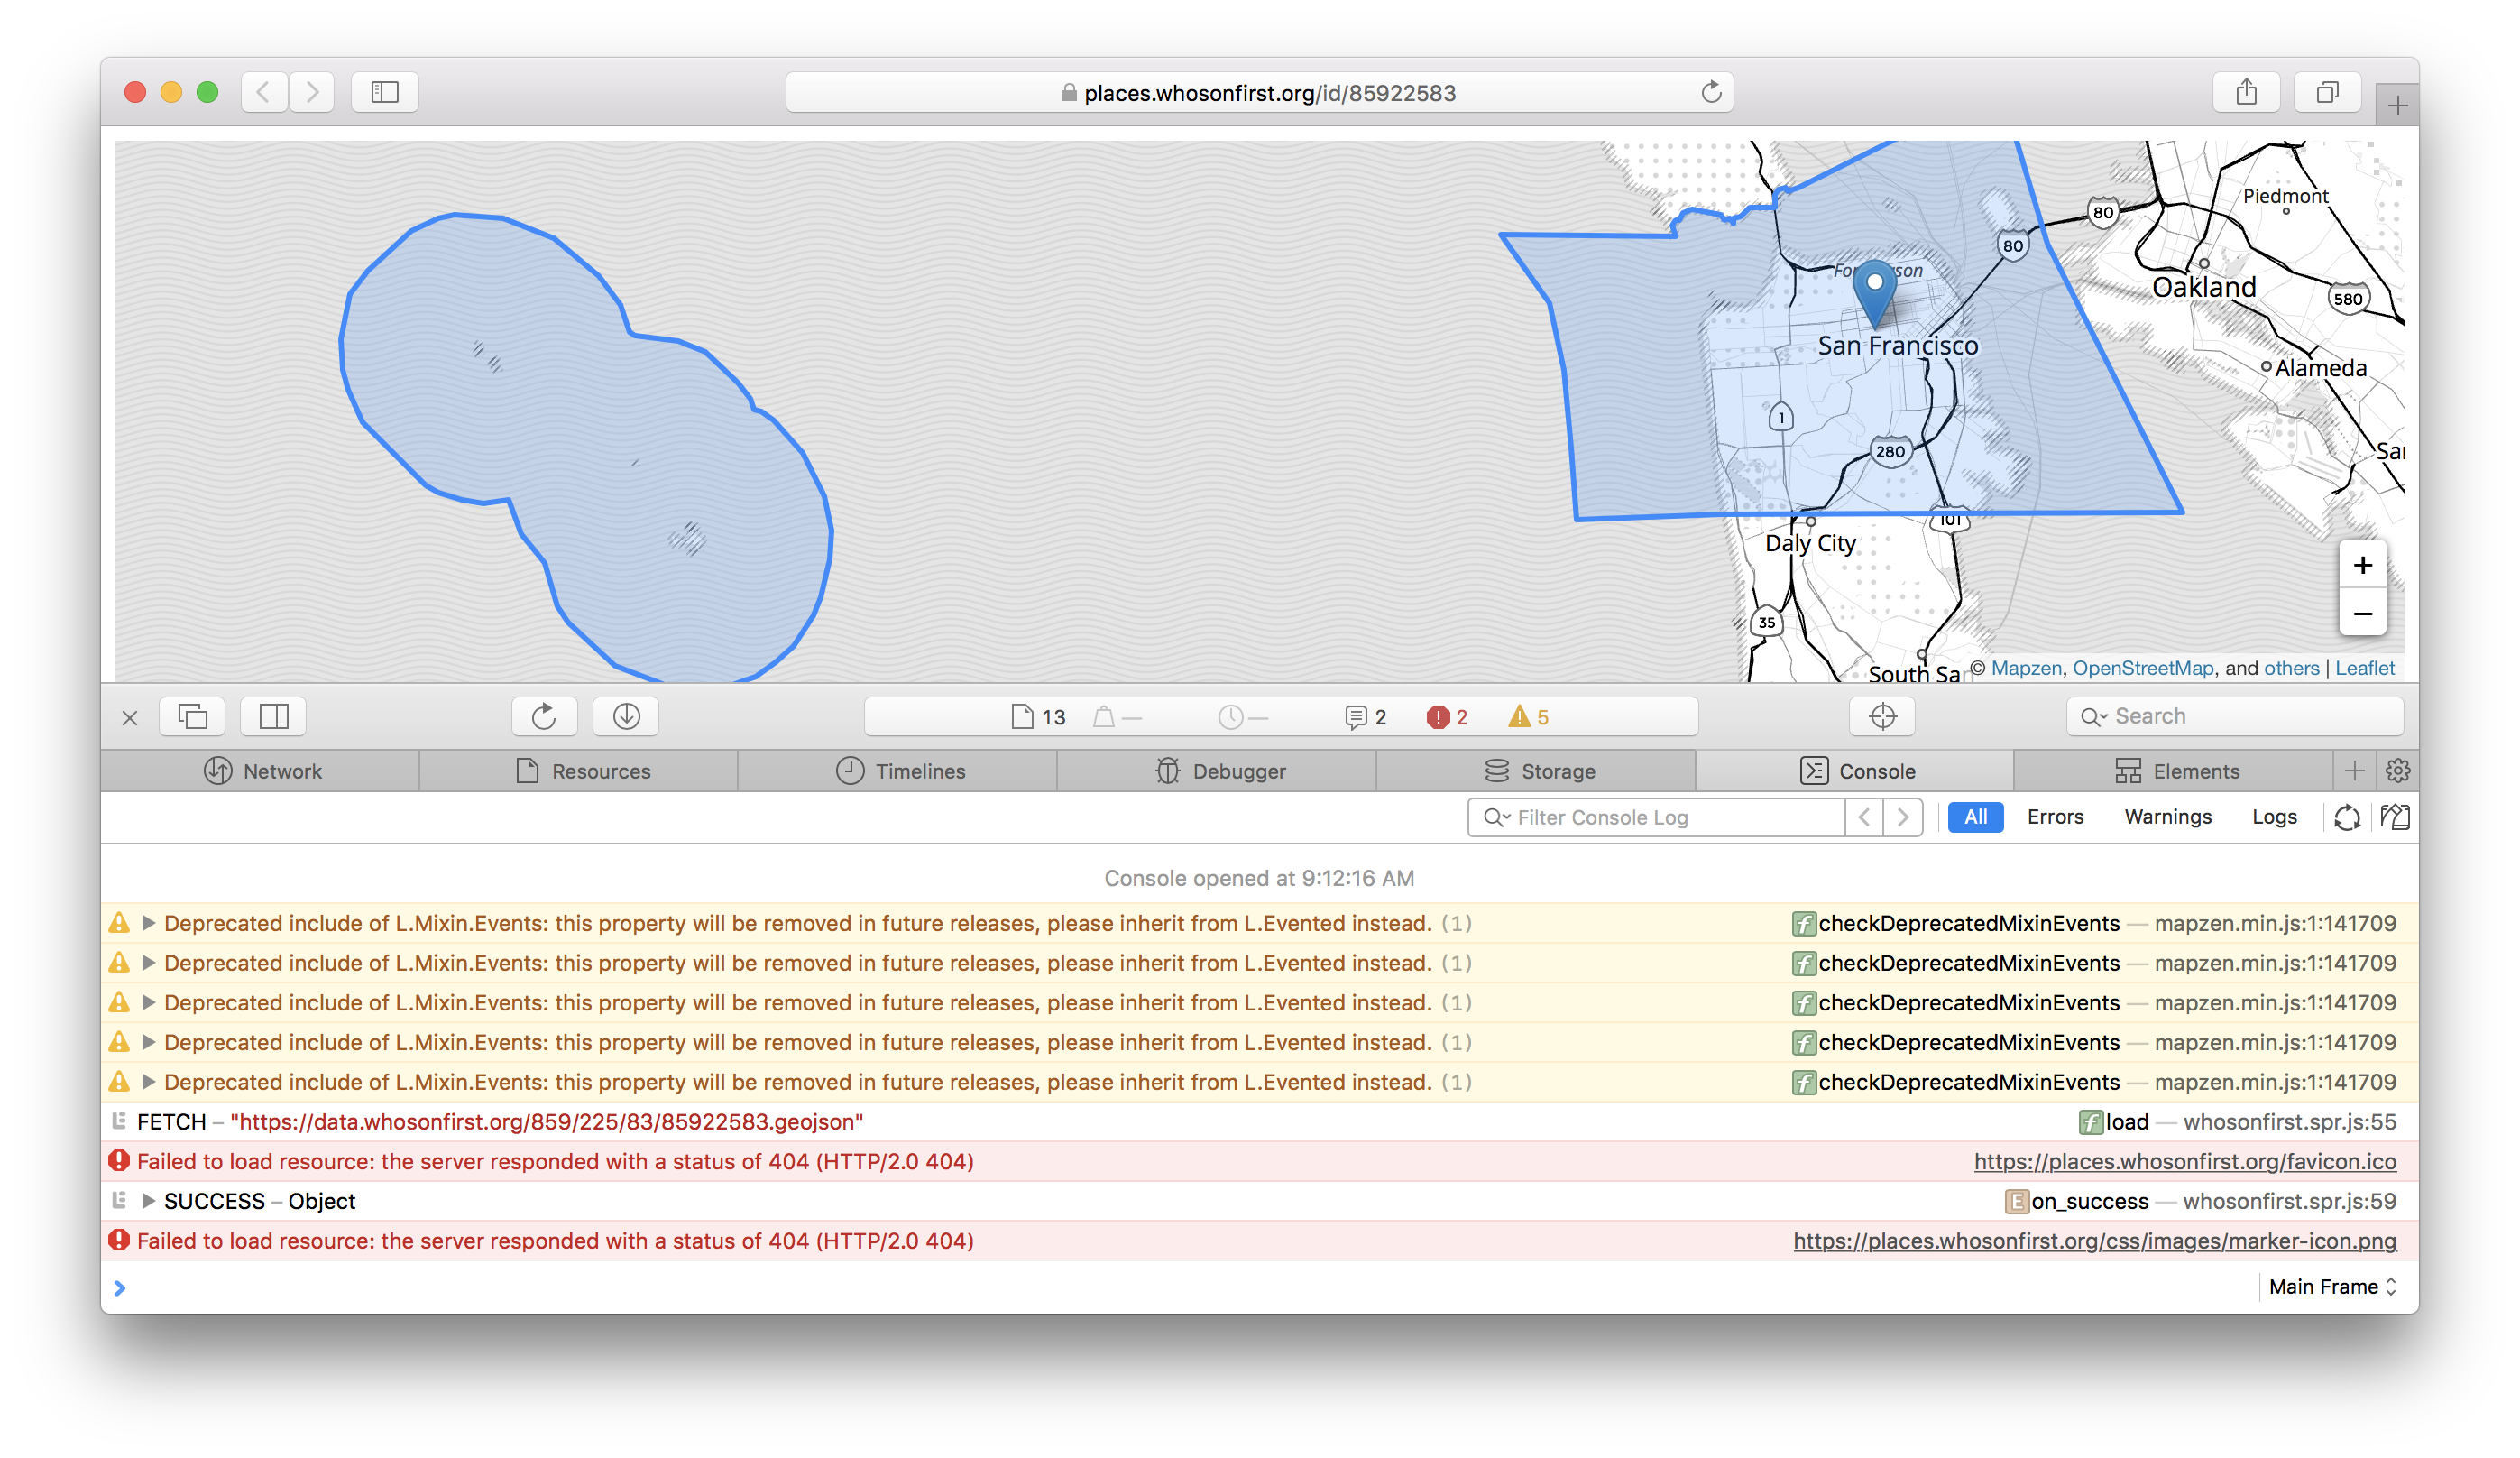 places.whosonfirst.org/id/85922583
Piedmont
80
80
Oakland
580
San Francisco
Alameda
1
280
101
Daly City
35
+
−
South Sa
© Mapzen, OpenStreetMap, and others | Leaflet
13 — — 2 2 5
Search
Network Resources Timelines Debugger Storage Console Elements
Filter Console Log All Errors Warnings Logs
Console opened at 9:12:16 AM
Deprecated include of L.Mixin.Events: this property will be removed in future releases, please inherit from L.Evented instead. (1) f checkDeprecatedMixinEvents — mapzen.min.js:1:141709
Deprecated include of L.Mixin.Events: this property will be removed in future releases, please inherit from L.Evented instead. (1) f checkDeprecatedMixinEvents — mapzen.min.js:1:141709
Deprecated include of L.Mixin.Events: this property will be removed in future releases, please inherit from L.Evented instead. (1) f checkDeprecatedMixinEvents — mapzen.min.js:1:141709
Deprecated include of L.Mixin.Events: this property will be removed in future releases, please inherit from L.Evented instead. (1) f checkDeprecatedMixinEvents — mapzen.min.js:1:141709
Deprecated include of L.Mixin.Events: this property will be removed in future releases, please inherit from L.Evented instead. (1) f checkDeprecatedMixinEvents — mapzen.min.js:1:141709
FETCH – "https://data.whosonfirst.org/859/225/83/85922583.geojson" f load — whosonfirst.spr.js:55
Failed to load resource: the server responded with a status of 404 (HTTP/2.0 404) https://places.whosonfirst.org/favicon.ico
SUCCESS – Object E on_success — whosonfirst.spr.js:59
Failed to load resource: the server responded with a status of 404 (HTTP/2.0 404) https://places.whosonfirst.org/css/images/marker-icon.png
Main Frame